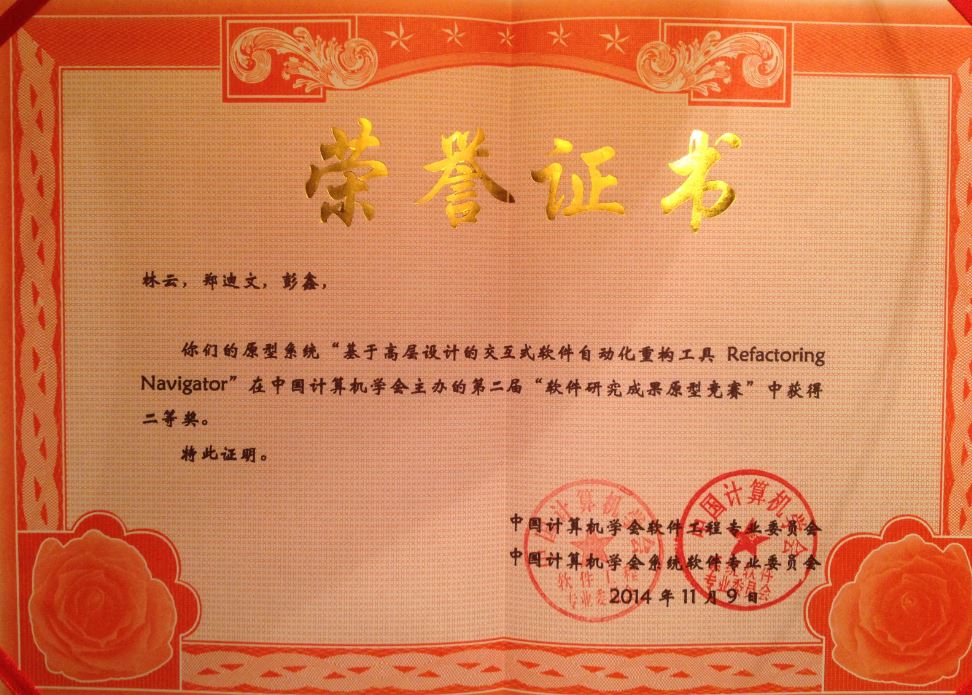 荣誉证书
林云，郑迪文，彭鑫，
你们的原型系统“基于高层设计的交互式软件自动化重构工具 Refactoring
Navigator”在中国计算机学会主办的第二届“软件研究成果原型竞赛”中获得
二等奖。
特此证明。
中国计算机学会软件工程专业委员会
中国计算机学会系统软件专业委员会
2014 年 11 月 9 日
中国计算机学会
软件工程
专业委
中国计算机学会
系统软件
专业委员会